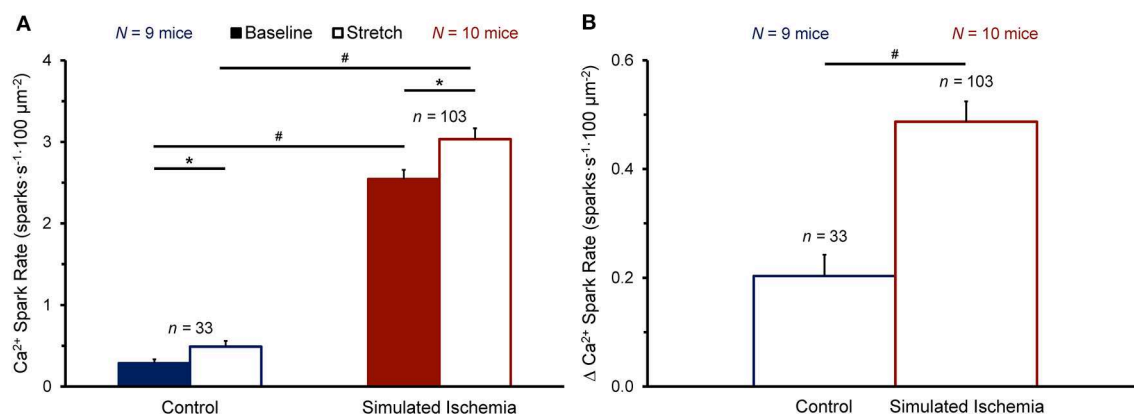 A
N = 9 mice
Baseline
Stretch
N = 10 mice
Ca²⁺ Spark Rate (sparks·s⁻¹·100 µm⁻²)
4
3
2
1
0
#
*
n = 103
#
*
n = 33
Control
Simulated Ischemia
B
N = 9 mice
N = 10 mice
Δ Ca²⁺ Spark Rate (sparks·s⁻¹·100 µm⁻²)
0.6
0.4
0.2
0.0
#
n = 103
n = 33
Control
Simulated Ischemia